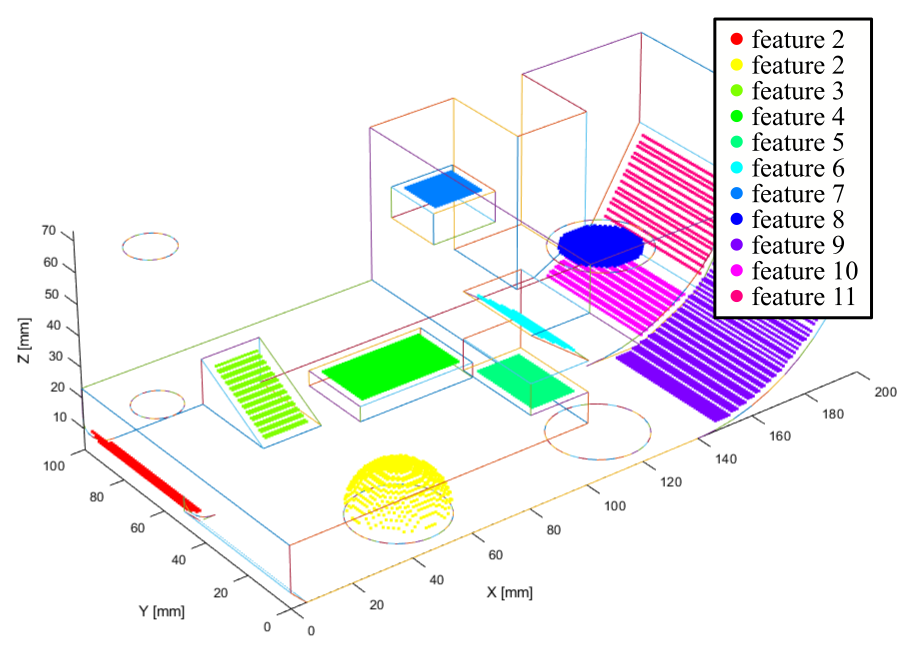 feature 2
feature 2
feature 3
feature 4
feature 5
feature 6
feature 7
feature 8
feature 9
feature 10
feature 11
70
60
50
40
30
20
10
Z [mm]
100
80
60
40
20
0
Y [mm]
0
20
40
60
80
100
120
140
160
180
200
X [mm]